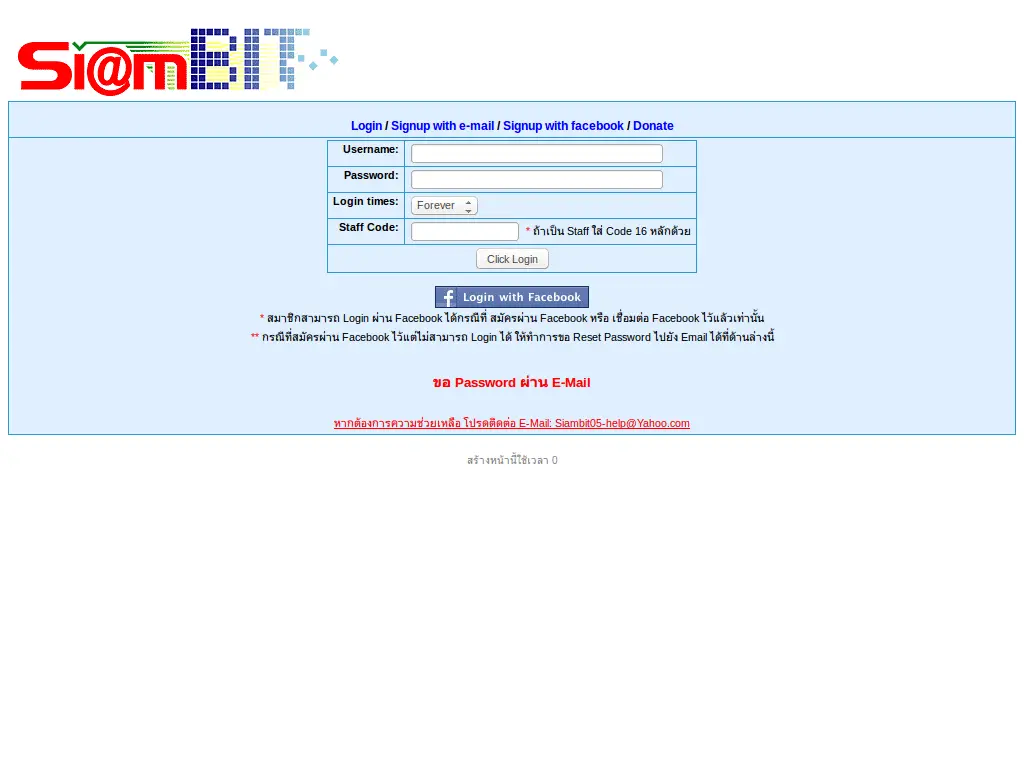 Si@mBIT
Login / Signup with e-mail / Signup with facebook / Donate
Username:
Password:
Login times: Forever
Staff Code: * ถ้าเป็น Staff ใส่ Code 16 หลักด้วย
Click Login
Login with Facebook
* สมาชิกสามารถ Login ผ่าน Facebook ได้กรณีที่ สมัครผ่าน Facebook หรือ เชื่อมต่อ Facebook ไว้แล้วเท่านั้น
** กรณีที่สมัครผ่าน Facebook ไว้แต่ไม่สามารถ Login ได้ ให้ทำการขอ Reset Password ไปยัง Email ได้ที่ด้านล่างนี้
ขอ Password ผ่าน E-Mail
หากต้องการความช่วยเหลือ โปรดติดต่อ E-Mail: Siambit05-help@Yahoo.com
สร้างหน้านี้ใช้เวลา 0